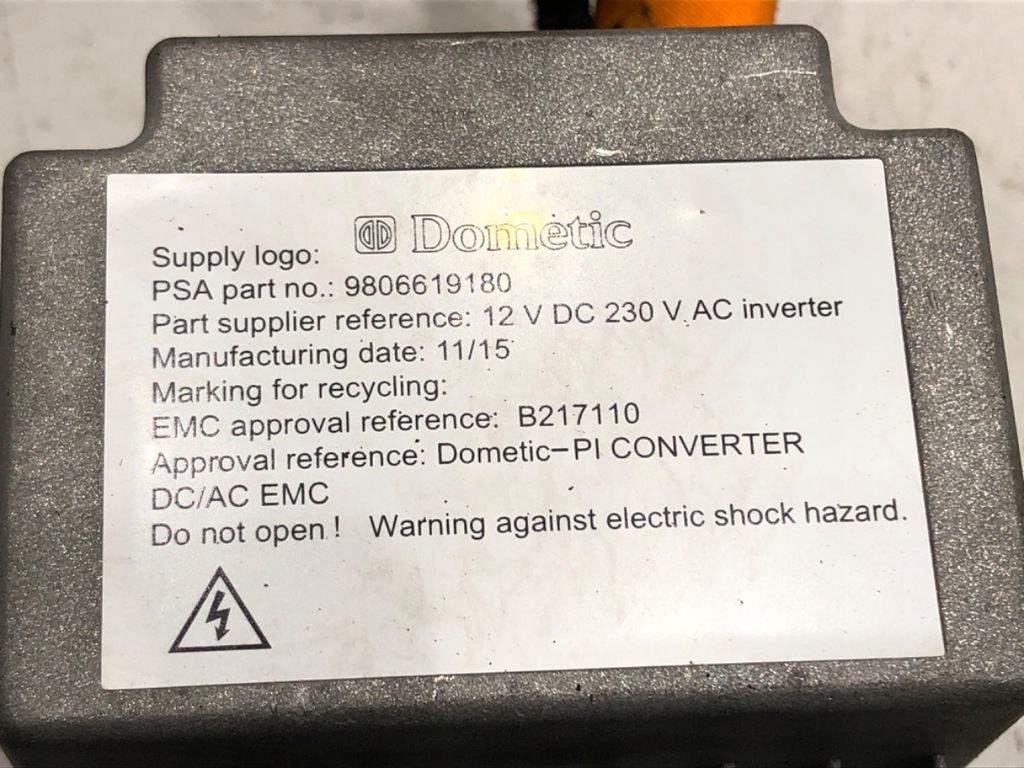 Supply logo: Dometic
PSA part no.: 9806619180
Part supplier reference: 12 V DC 230 V AC inverter
Manufacturing date: 11/15
Marking for recycling:
EMC approval reference: B217110
Approval reference: Dometic-PI CONVERTER
DC/AC EMC
Do not open! Warning against electric shock hazard.